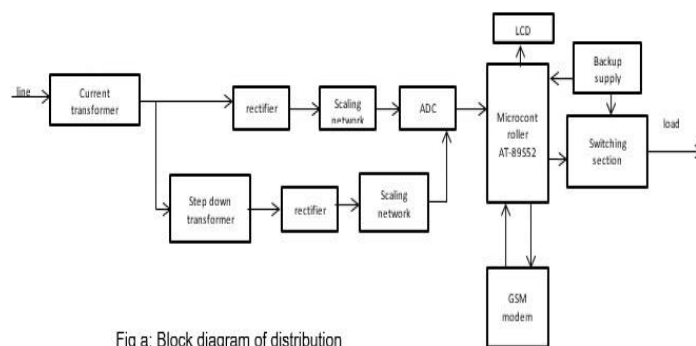 line
Current
transformer
rectifier
Scaling
network
ADC
LCD
Microcont
roller
AT-89S52
Backup
supply
Switching
section
load
Step down
transformer
rectifier
Scaling
network
GSM
modem
Fig a: Block diagram of distribution